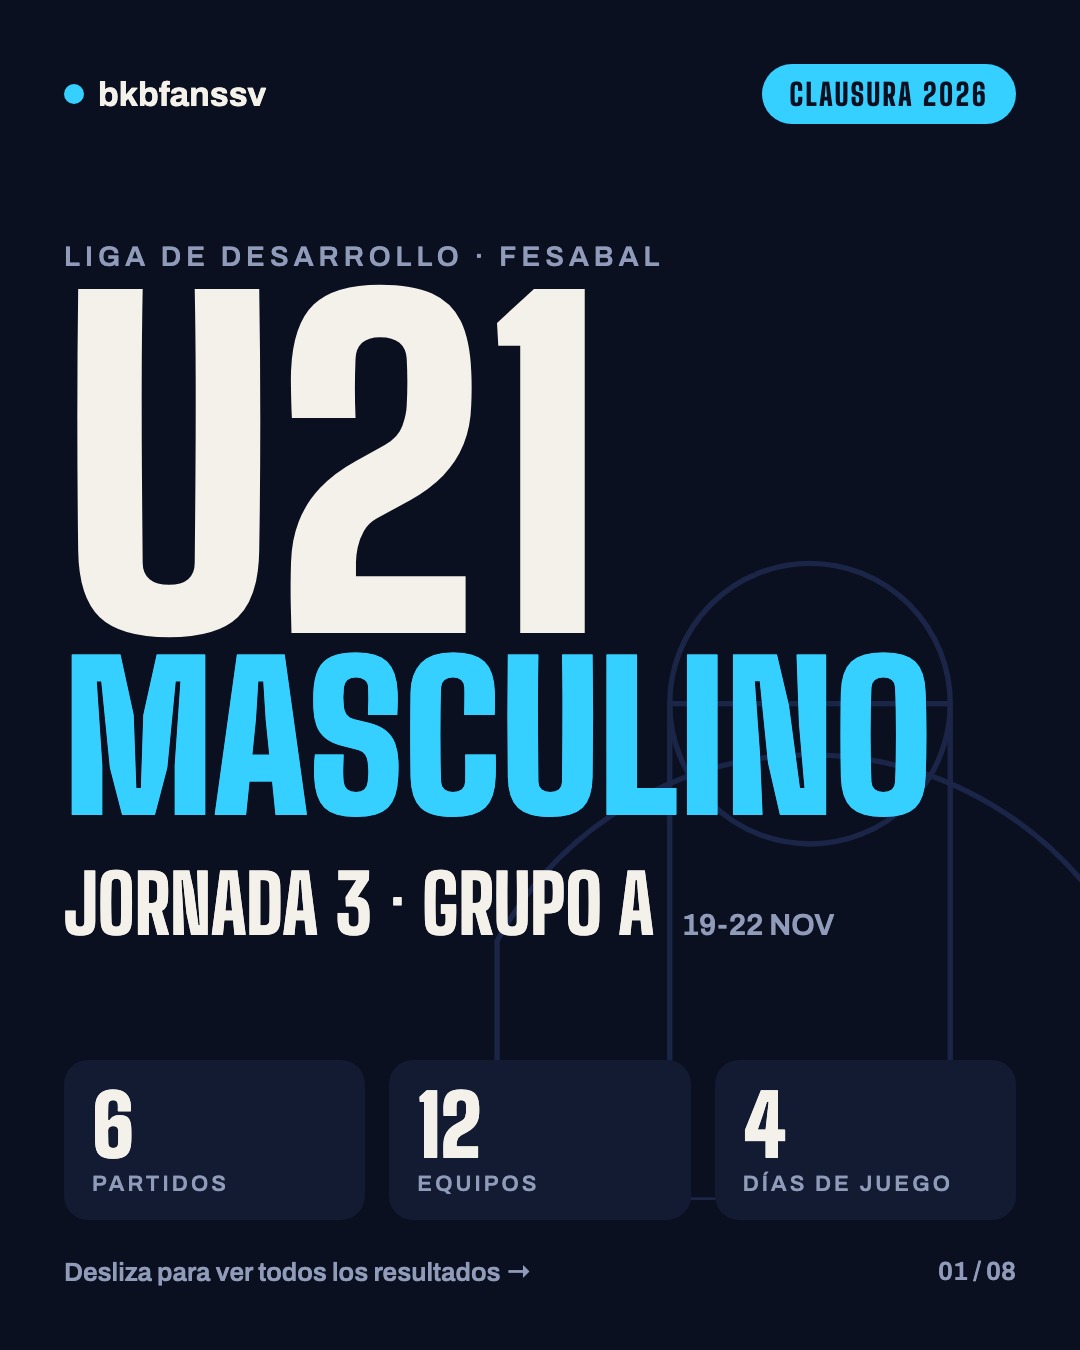 bkbfanssv
CLAUSURA 2026
LIGA DE DESARROLLO · FESABAL
U21
MASCULINO
JORNADA 3 · GRUPO A 19-22 NOV
6
PARTIDOS
12
EQUIPOS
4
DÍAS DE JUEGO
Desliza para ver todos los resultados →
01 / 08